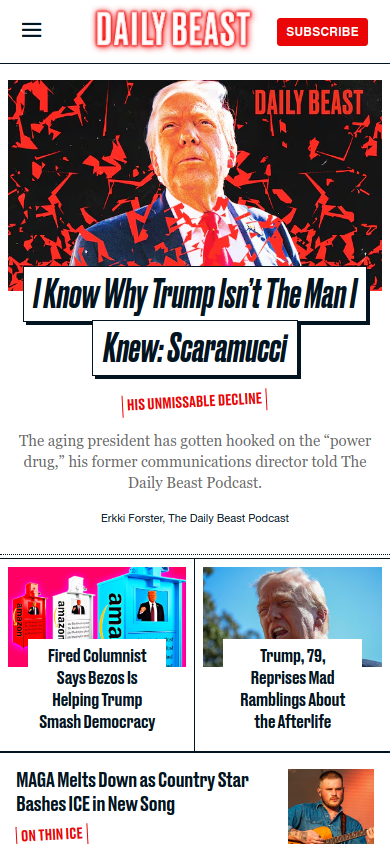 DAILY BEAST
SUBSCRIBE
DAILY BEAST
I Know Why Trump Isn't The Man I
Knew: Scaramucci
HIS UNMISSABLE DECLINE
The aging president has gotten hooked on the “power
drug,” his former communications director told The
Daily Beast Podcast.
Erkki Forster, The Daily Beast Podcast
amazon
amazon
ama
Fired Columnist
Says Bezos Is
Helping Trump
Smash Democracy
Trump, 79,
Reprises Mad
Ramblings About
the Afterlife
MAGA Melts Down as Country Star
Bashes ICE in New Song
ON THIN ICE